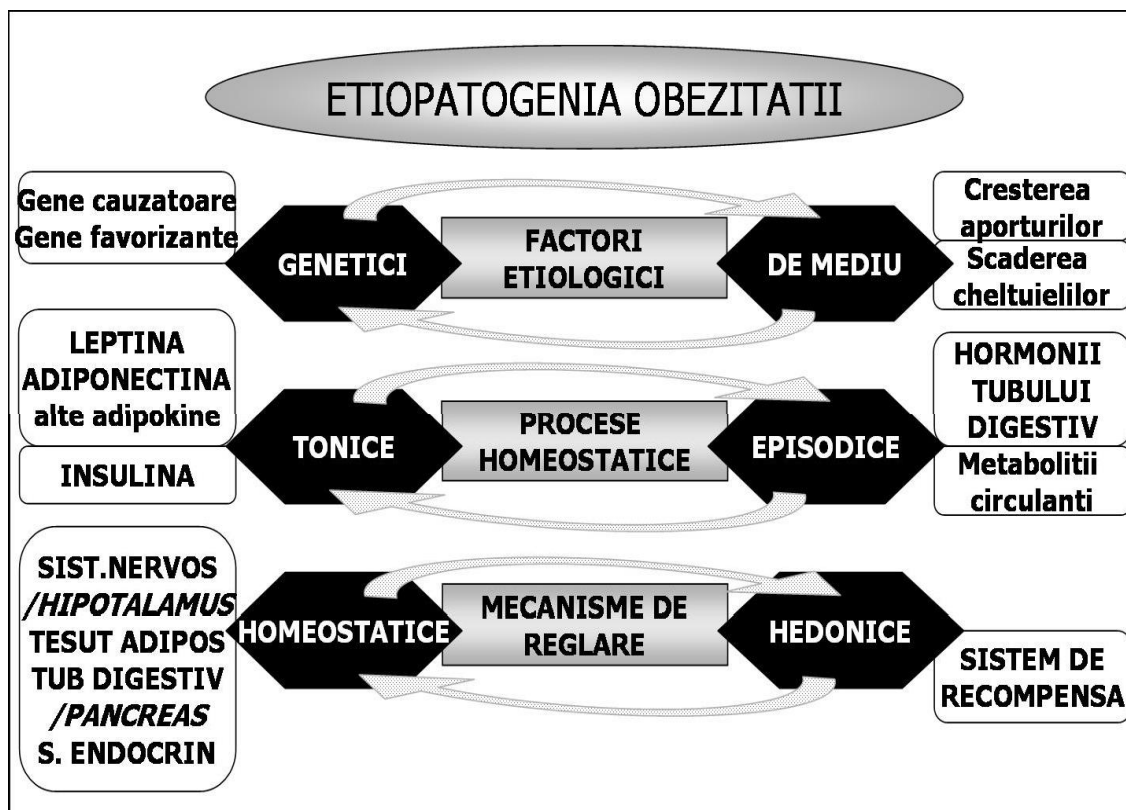 ETIOPATOGENIA OBEZITATII
Gene cauzatoare
Gene favorizante
GENETICI
FACTORI
ETIOLOGICI
DE MEDIU
Cresterea
aporturilor
Scaderea
cheltuielilor
LEPTINA
ADIPONECTINA
alte adipokine
INSULINA
TONICE
PROCESE
HOMEOSTATICE
EPISODICE
HORMONII
TUBULUI
DIGESTIV
Metabolitii
circulanti
SIST.NERVOS
/HIPOTALAMUS
TESUT ADIPOS
TUB DIGESTIV
/PANCREAS
S. ENDOCRIN
HOMEOSTATICE
MECANISME DE
REGLARE
HEDONICE
SISTEM DE
RECOMPENSA